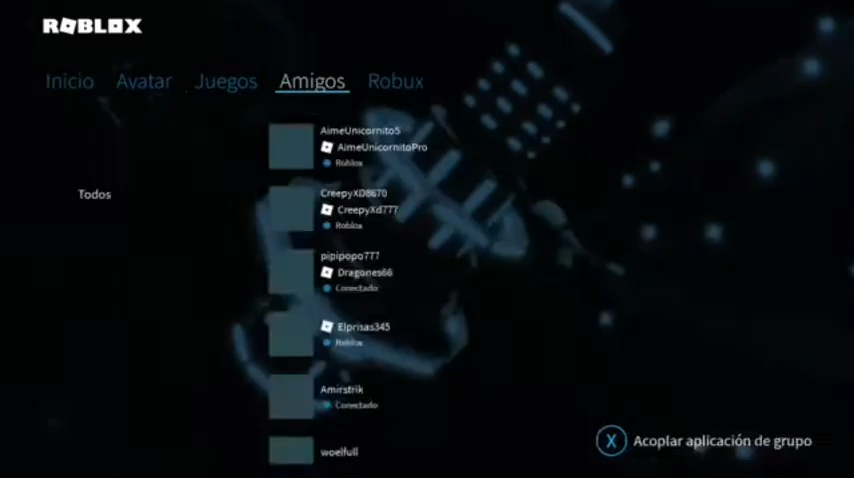 ROBLOX
Inicio Avatar Juegos Amigos Robux
Todos
AimeUnicornito5
AimeUnicornitoPro
Roblox
CreepyXD8670
CreepyXd777
Roblox
pipipopo777
Dragones66
Conectado
Elprisas345
Roblox
Amirstrik
Conectado
woelfull
X Acoplar aplicación de grupo